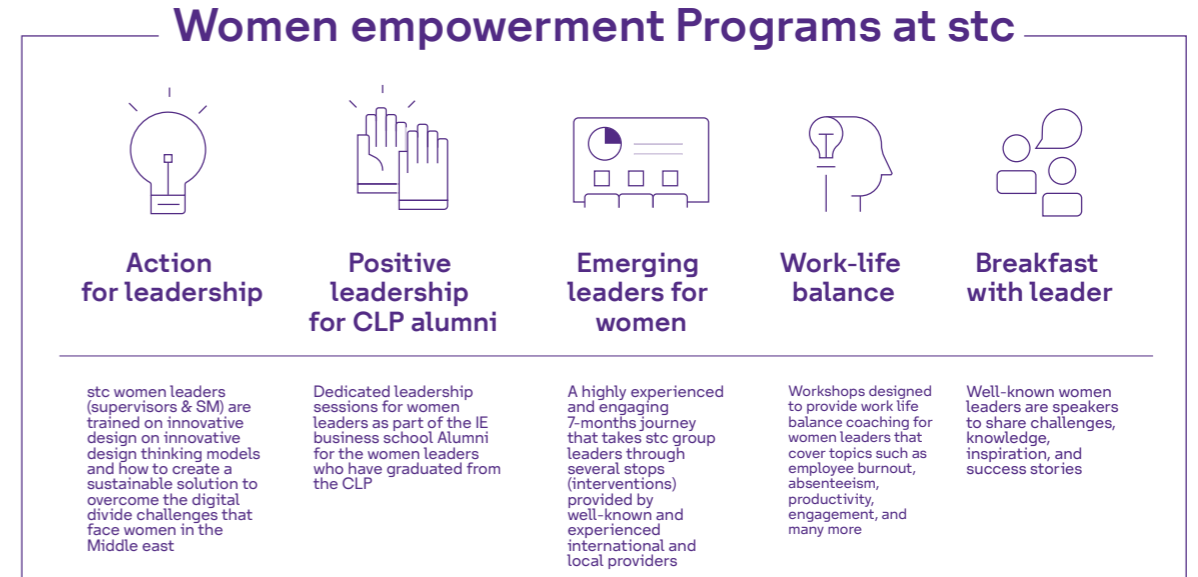 Women empowerment Programs at stc
Action
for leadership
stc women leaders
(supervisors & SM) are
trained on innovative
design on innovative
design thinking models
and how to create a
sustainable solution to
overcome the digital
divide challenges that
face women in the
Middle east
Positive
leadership
for CLP alumni
Dedicated leadership
sessions for women
leaders as part of the IE
business school Alumni
for the women leaders
who have graduated from
the CLP
Emerging
leaders for
women
A highly experienced
and engaging
7-months journey
that takes stc group
leaders through
several stops
(interventions)
provided by
well-known and
experienced
international and
local providers
Work-life
balance
Workshops designed
to provide work life
balance coaching for
women leaders that
cover topics such as
employee burnout,
absenteeism,
productivity,
engagement, and
many more
Breakfast
with leader
Well-known women
leaders are speakers
to share challenges,
knowledge,
inspiration, and
success stories